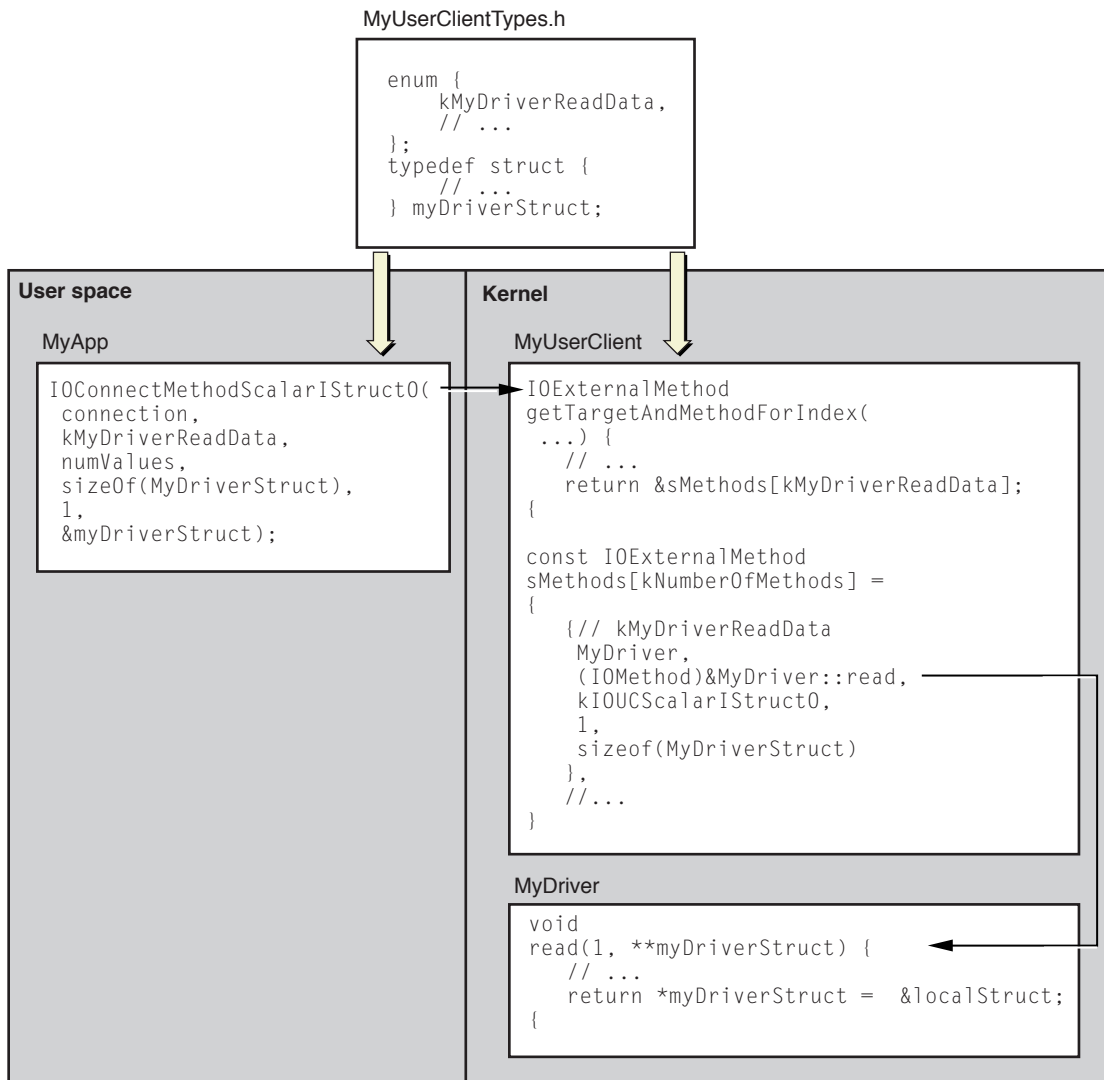 MyUserClientTypes.h
enum {
kMyDriverReadData,
// ...
};
typedef struct {
// ...
} myDriverStruct;
User space
MyApp
IOConnectMethodScalarIStructO(
connection,
kMyDriverReadData,
numValues,
sizeOf(MyDriverStruct),
1,
&myDriverStruct);
Kernel
MyUserClient
IOExternalMethod
getTargetAndMethodForIndex(
...) {
// ...
return &sMethods[kMyDriverReadData];
{
const IOExternalMethod
sMethods[kNumberOfMethods] =
{
{// kMyDriverReadData
MyDriver,
(IOMethod)&MyDriver::read,
kIOUCScalarIStructO,
1,
sizeof(MyDriverStruct)
},
//...
}
MyDriver
void
read(1, **myDriverStruct) {
// ...
return *myDriverStruct = &localStruct;
{